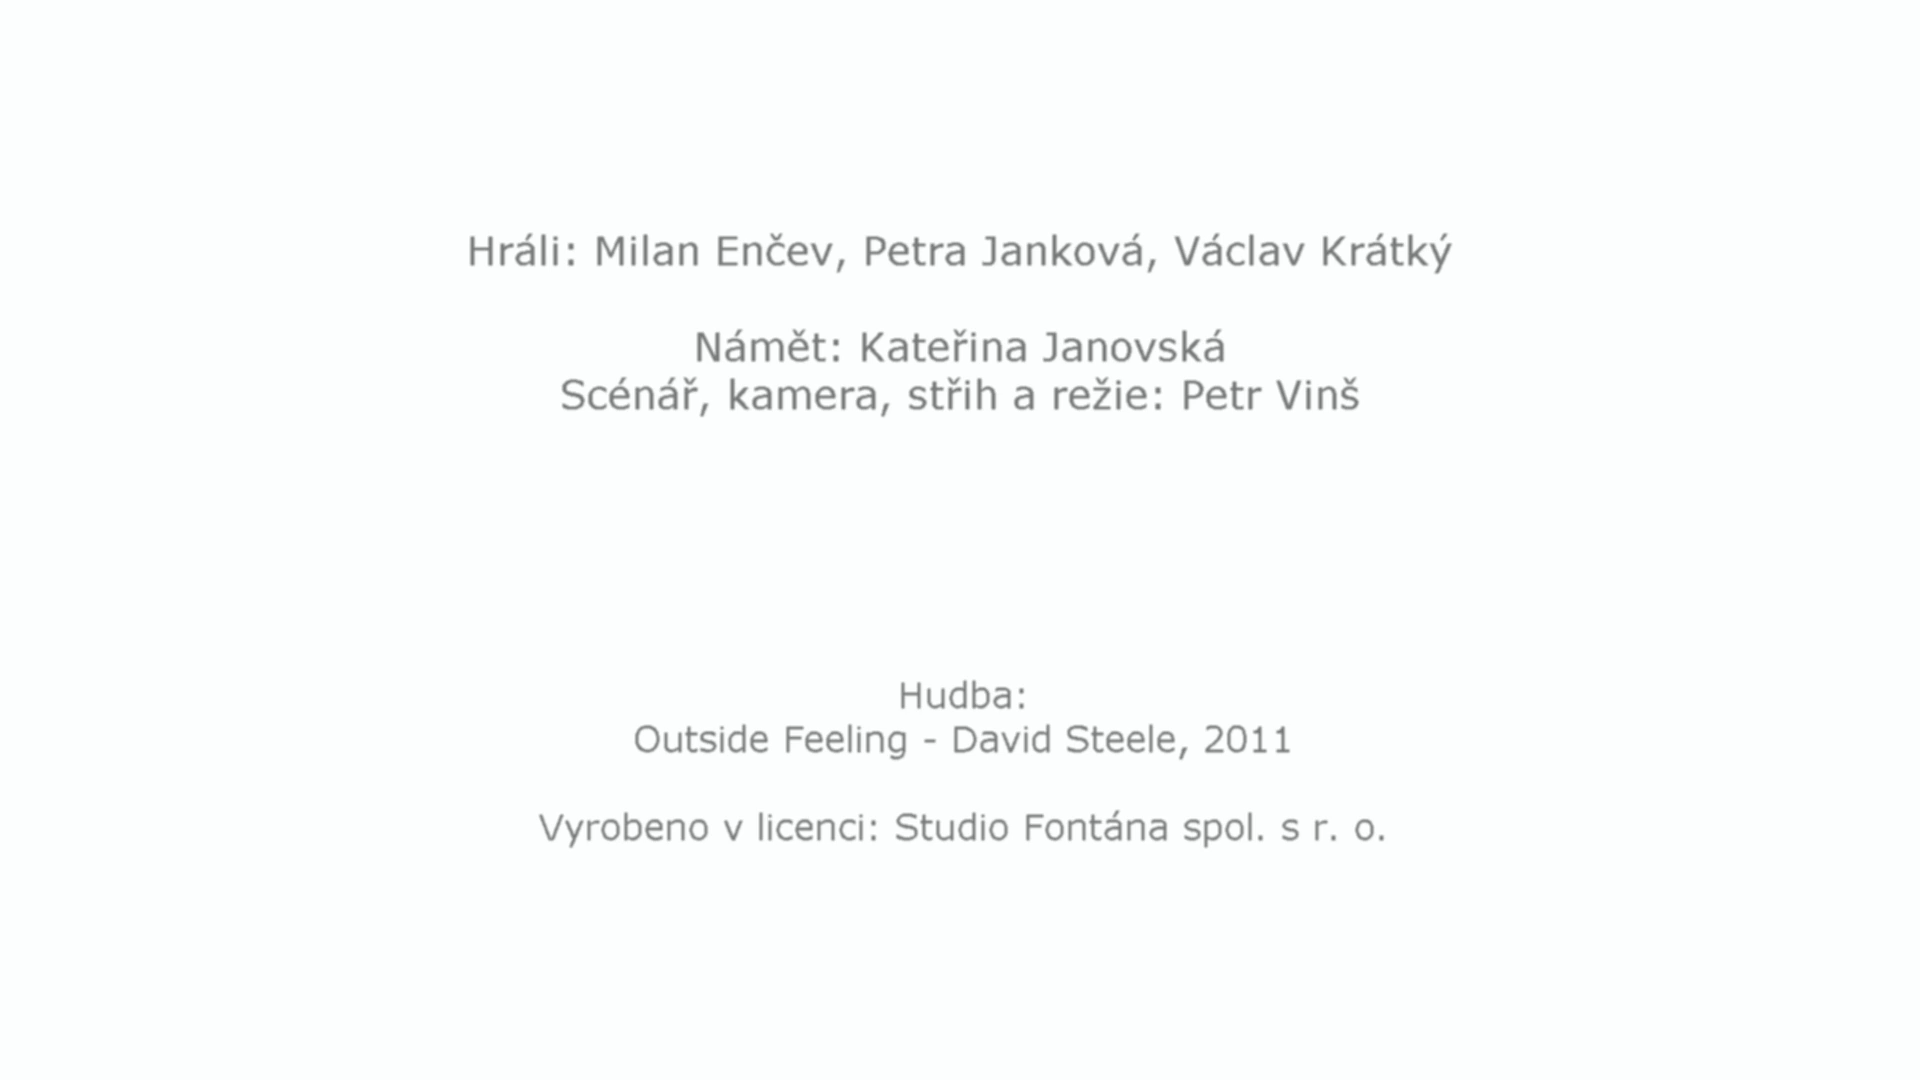 Hráli: Milan Enčev, Petra Janková, Václav Krátký
Námět: Kateřina Janovská
Scénář, kamera, střih a režie: Petr Vinš
Hudba:
Outside Feeling - David Steele, 2011
Vyrobeno v licenci: Studio Fontána spol. s r. o.